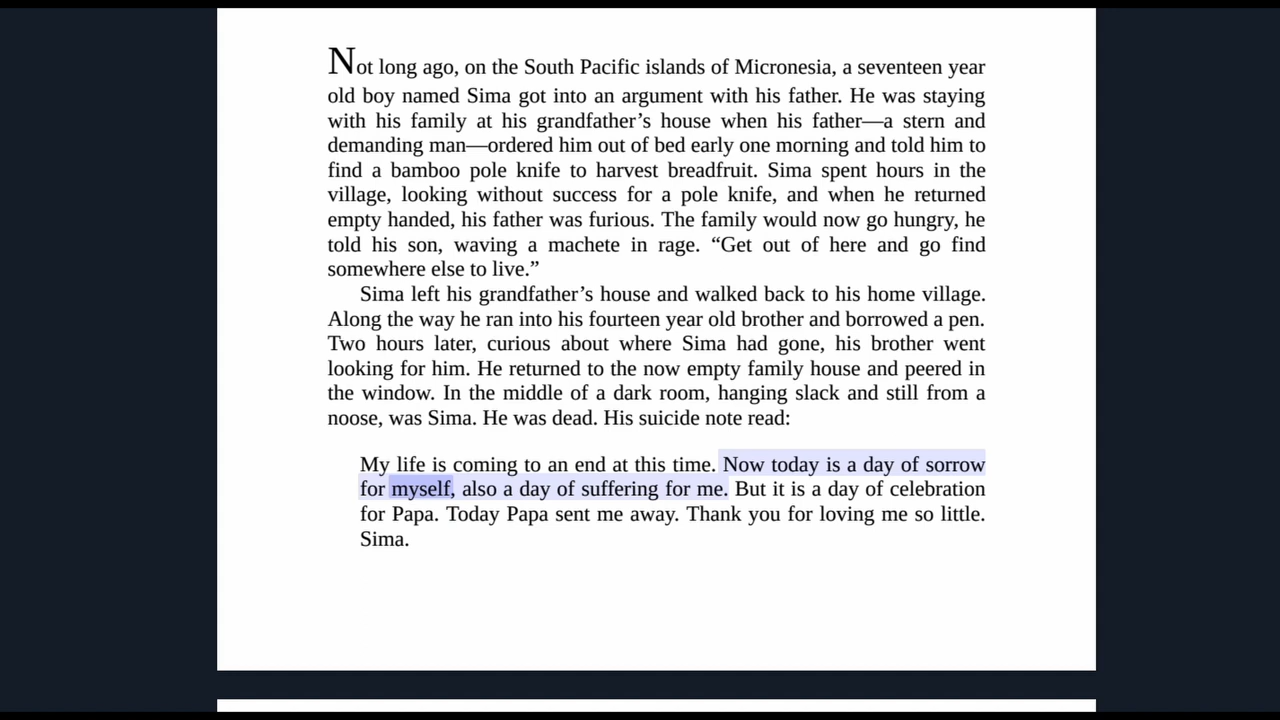 Not long ago, on the South Pacific islands of Micronesia, a seventeen year
old boy named Sima got into an argument with his father. He was staying
with his family at his grandfather’s house when his father—a stern and
demanding man—ordered him out of bed early one morning and told him to
find a bamboo pole knife to harvest breadfruit. Sima spent hours in the
village, looking without success for a pole knife, and when he returned
empty handed, his father was furious. The family would now go hungry, he
told his son, waving a machete in rage. “Get out of here and go find
somewhere else to live.”
Sima left his grandfather’s house and walked back to his home village.
Along the way he ran into his fourteen year old brother and borrowed a pen.
Two hours later, curious about where Sima had gone, his brother went
looking for him. He returned to the now empty family house and peered in
the window. In the middle of a dark room, hanging slack and still from a
noose, was Sima. He was dead. His suicide note read:
My life is coming to an end at this time. Now today is a day of sorrow
for myself, also a day of suffering for me. But it is a day of celebration
for Papa. Today Papa sent me away. Thank you for loving me so little.
Sima.